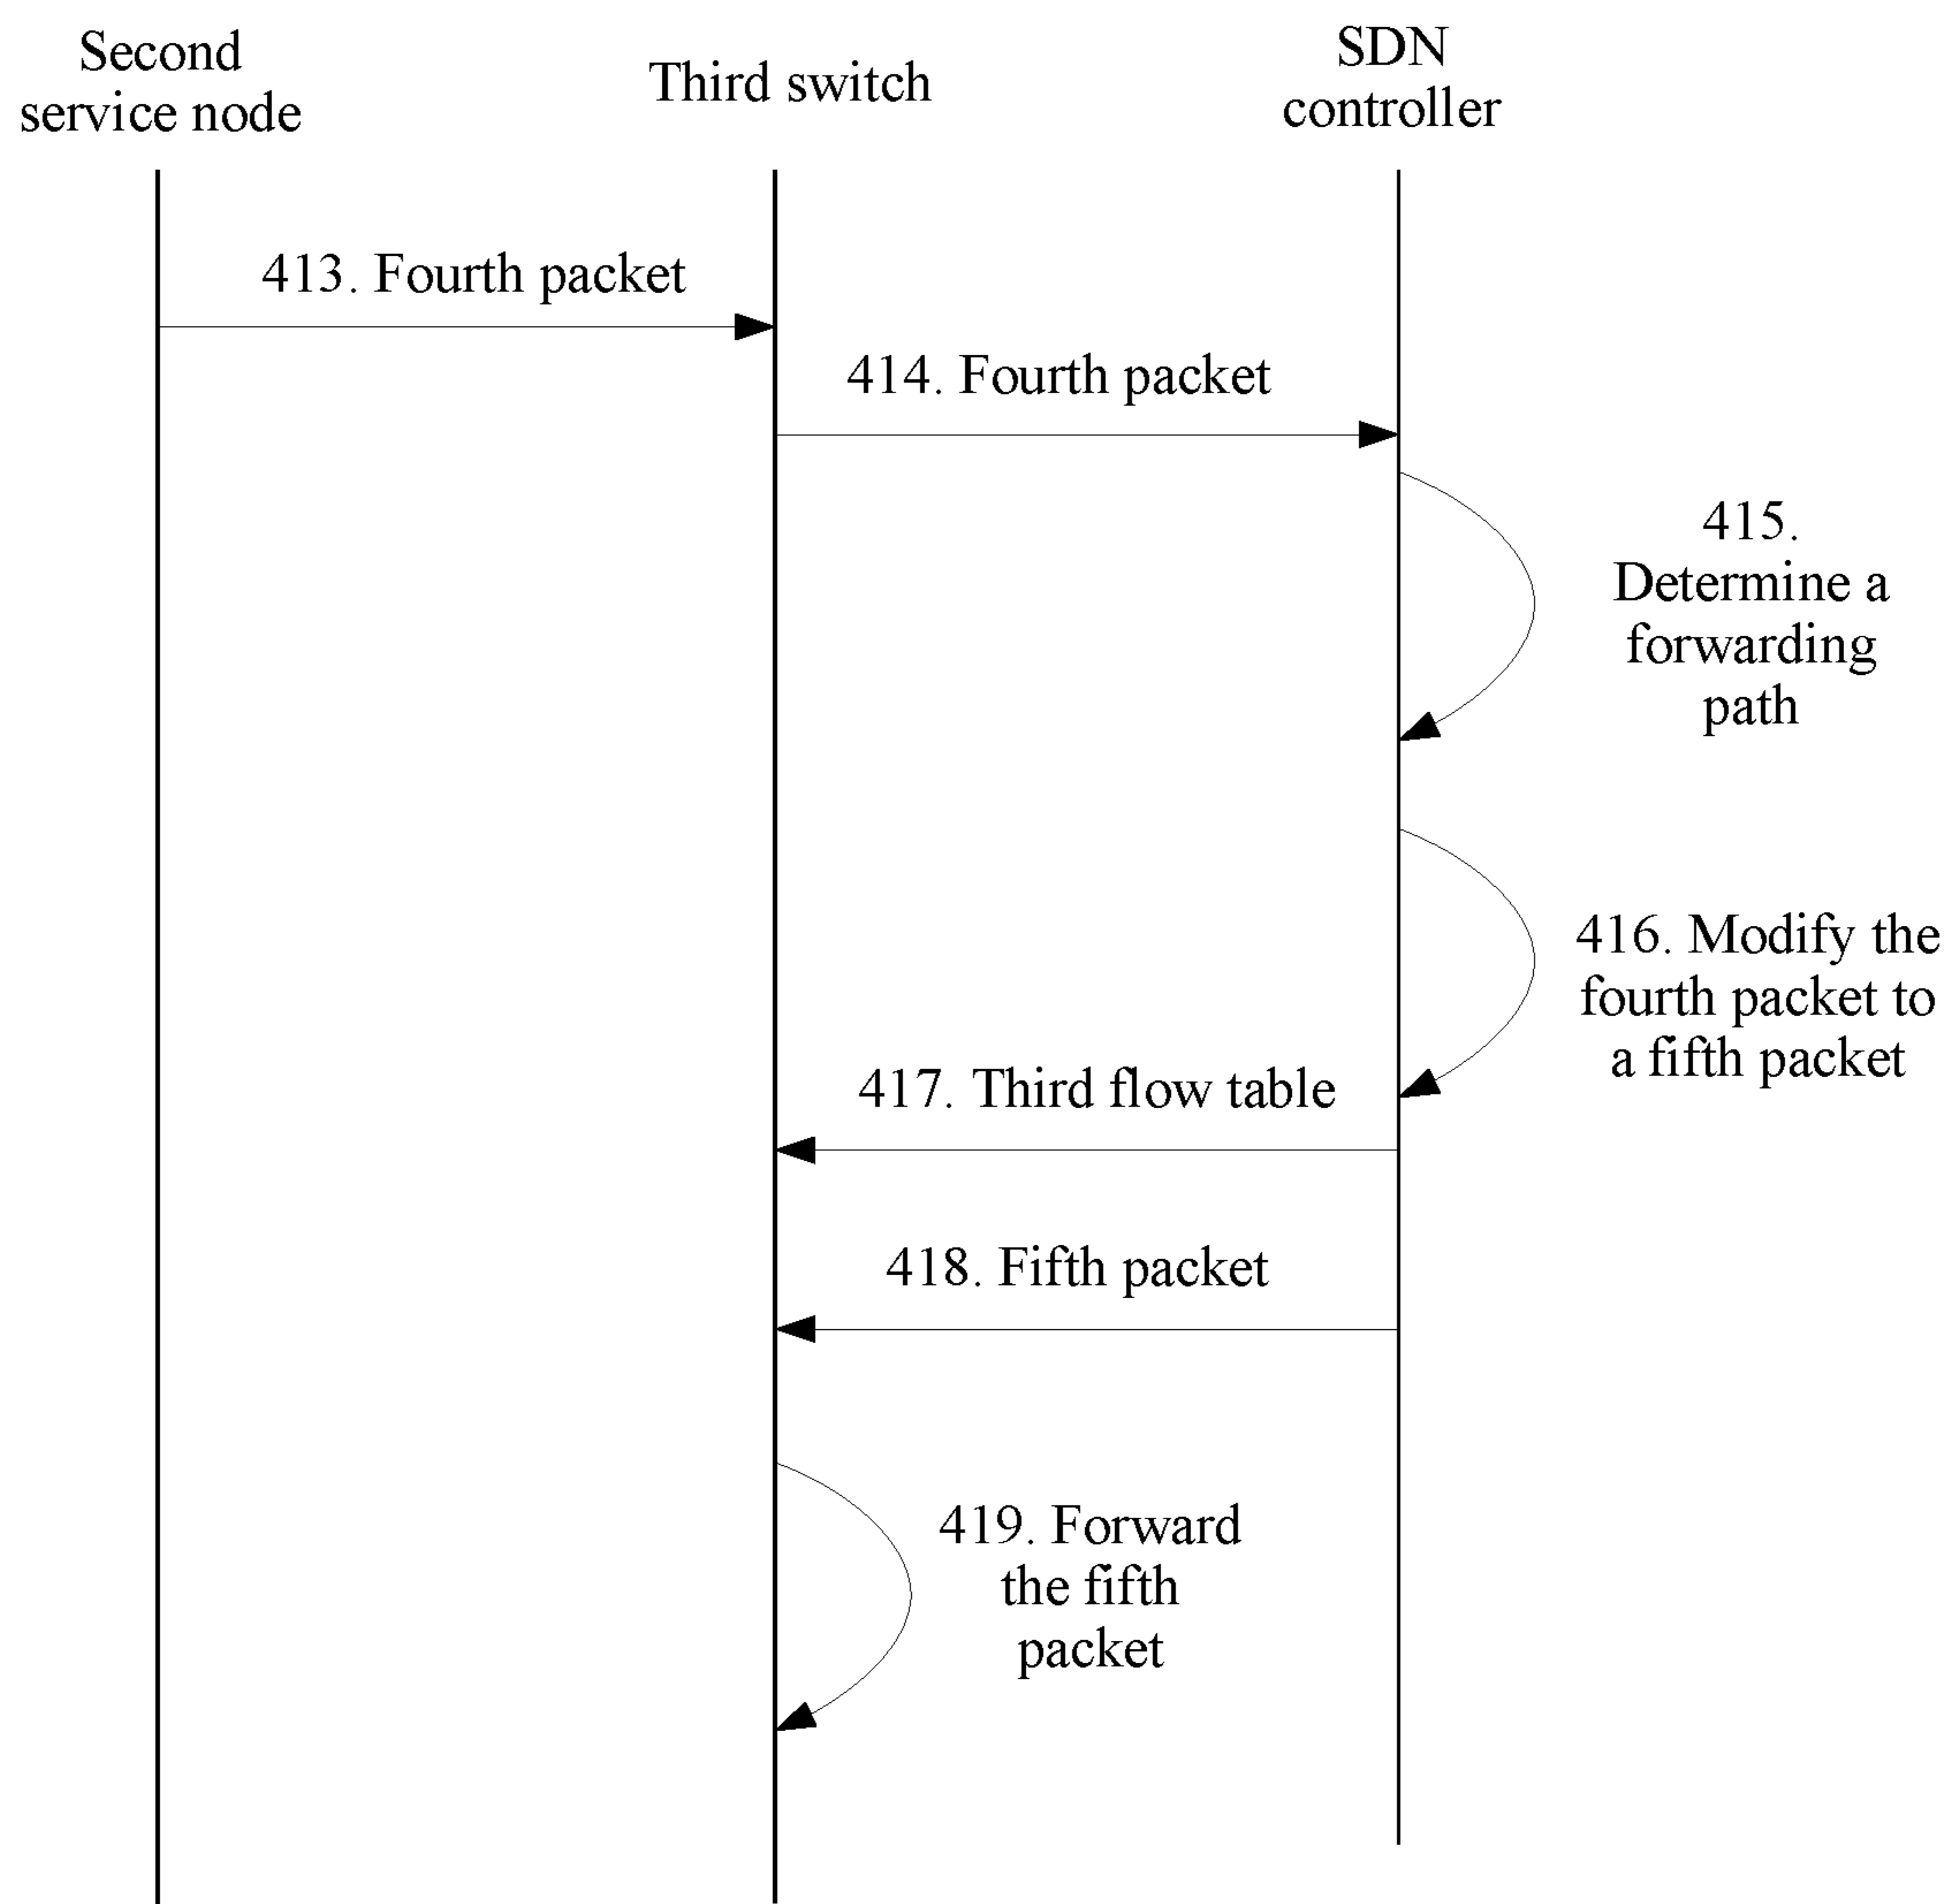 Second
service node
Third switch
SDN
controller
413. Fourth packet
414. Fourth packet
415.
Determine a
forwarding
path
416. Modify the
fourth packet to
a fifth packet
417. Third flow table
418. Fifth packet
419. Forward
the fifth
packet